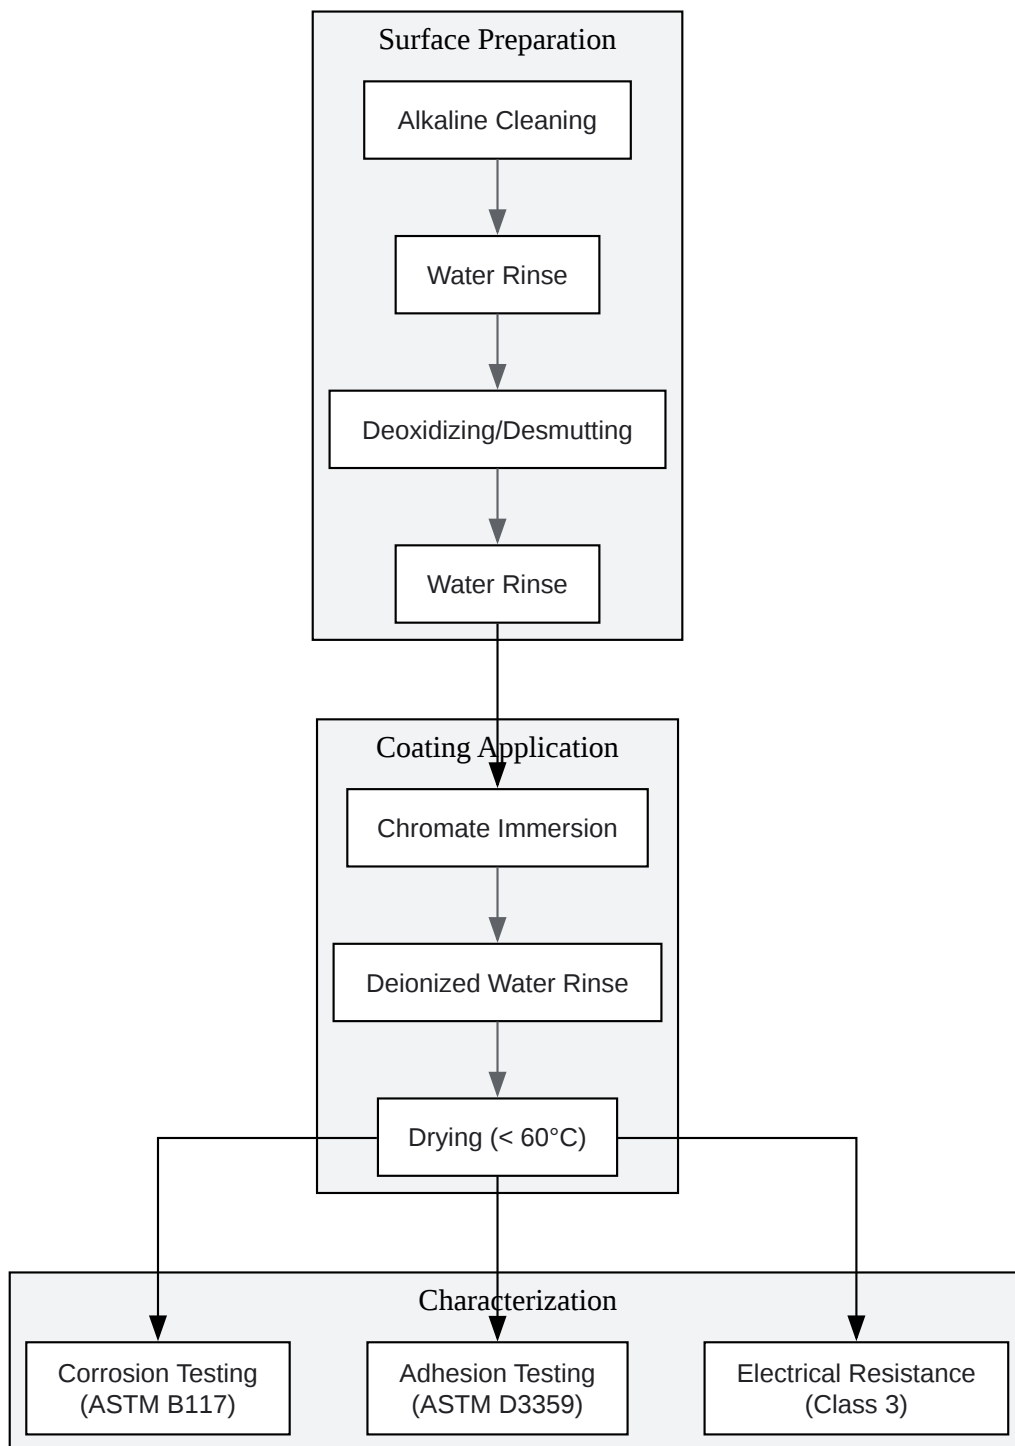 Surface Preparation
Alkaline Cleaning
Water Rinse
Deoxidizing/Desmutting
Water Rinse
Coating Application
Chromate Immersion
Deionized Water Rinse
Drying (< 60°C)
Characterization
Corrosion Testing
(ASTM B117)
Adhesion Testing
(ASTM D3359)
Electrical Resistance
(Class 3)